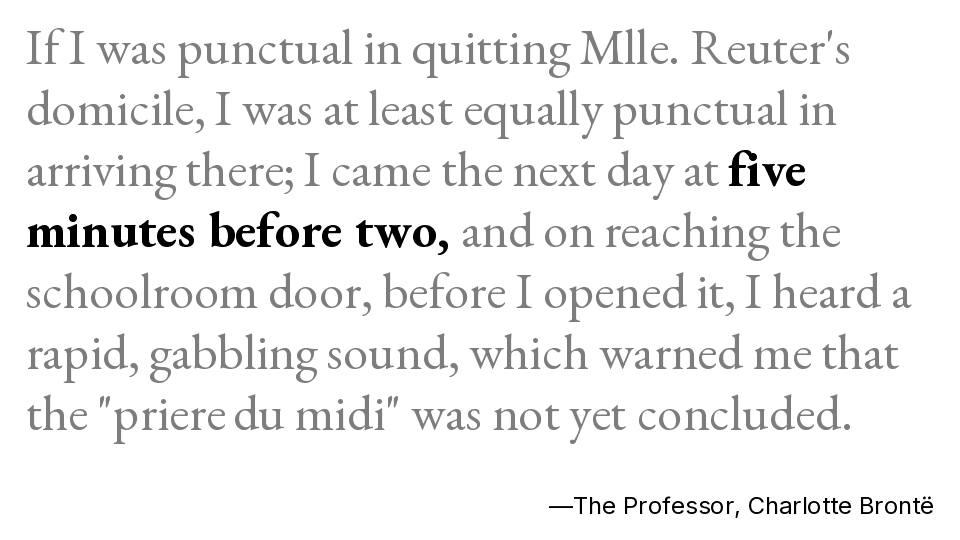 If I was punctual in quitting Mlle. Reuter's
domicile, I was at least equally punctual in
arriving there; I came the next day at five
minutes before two, and on reaching the
schoolroom door, before I opened it, I heard a
rapid, gabbling sound, which warned me that
the "priere du midi" was not yet concluded.
—The Professor, Charlotte Brontë